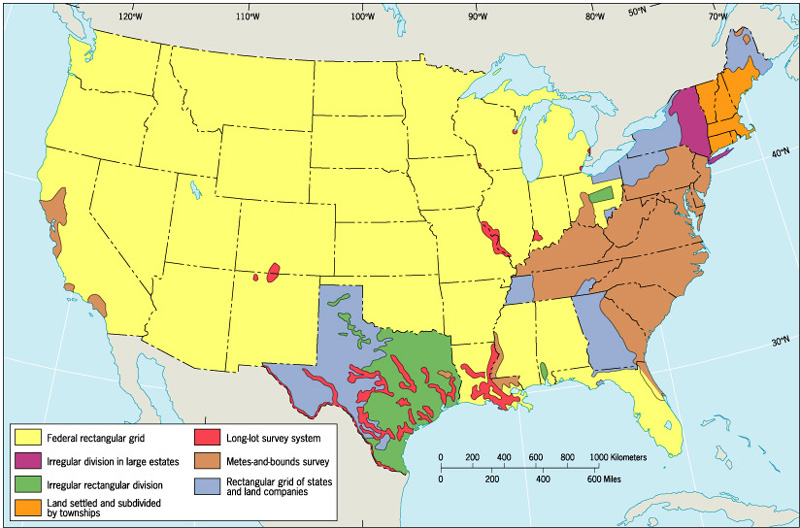 120°W
110°W
100°W
90°W
80°W
50°N
70°W
40°N
30°N
Federal rectangular grid
Irregular division in large estates
Irregular rectangular division
Land settled and subdivided
by townships
Long-lot survey system
Metes-and-bounds survey
Rectangular grid of states
and land companies
0 200 400 600 800 1000 Kilometers
0 200 400 600 Miles